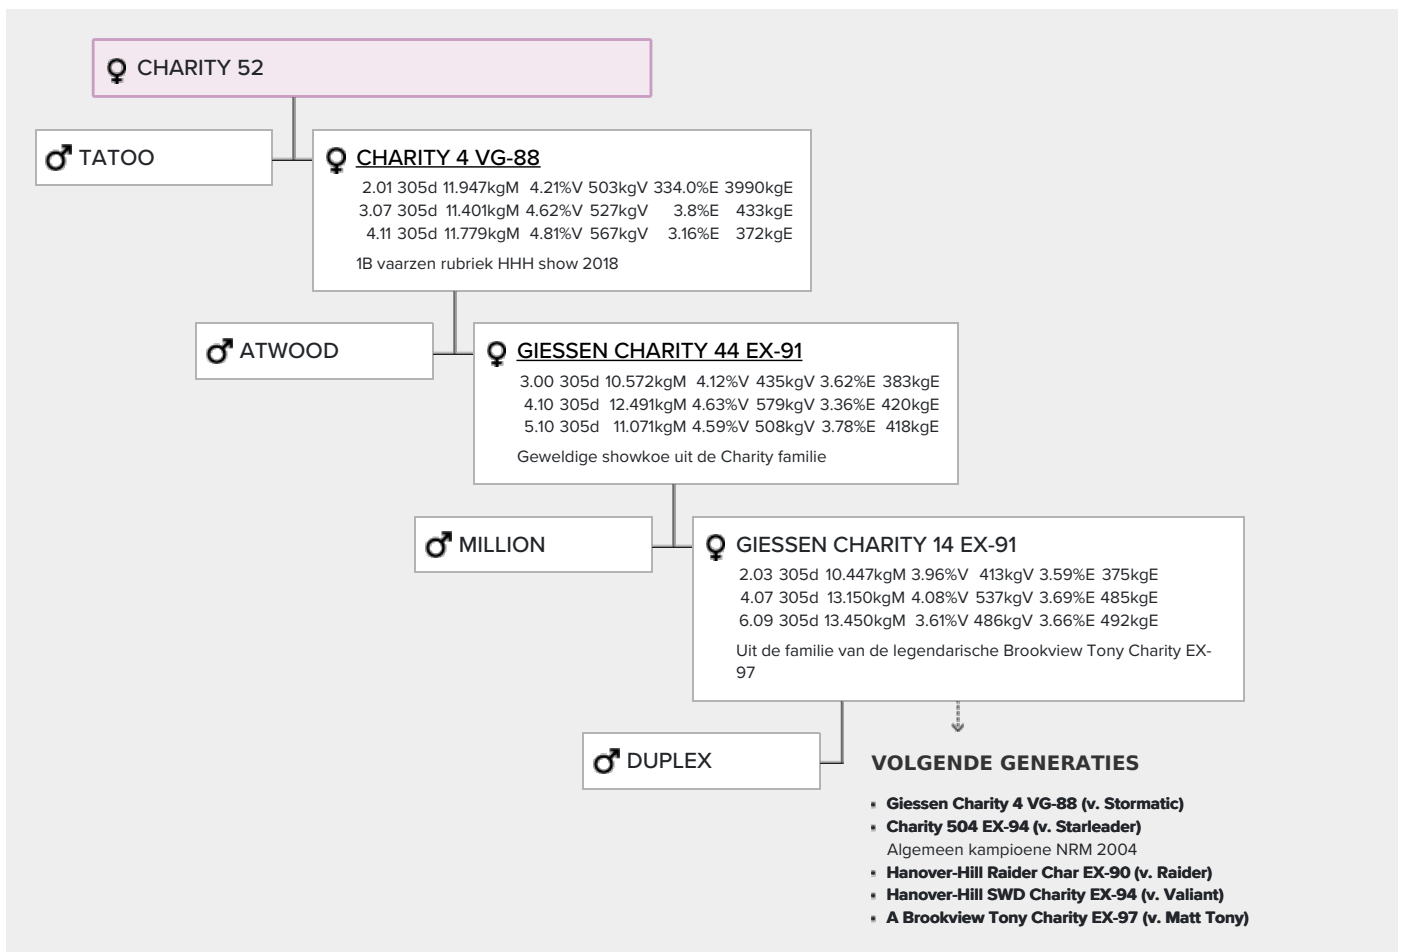 CHARITY 52
TATOO
CHARITY 4 VG-88
2.01 305d 11.947kgM 4.21%V 503kgV 334.0%E 3990kgE
3.07 305d 11.401kgM 4.62%V 527kgV 3.8%E 433kgE
4.11 305d 11.779kgM 4.81%V 567kgV 3.16%E 372kgE
1B vaarzen rubriek HHH show 2018
ATWOOD
GIESSEN CHARITY 44 EX-91
3.00 305d 10.572kgM 4.12%V 435kgV 3.62%E 383kgE
4.10 305d 12.491kgM 4.63%V 579kgV 3.36%E 420kgE
5.10 305d 11.071kgM 4.59%V 508kgV 3.78%E 418kgE
Geweldige showkoe uit de Charity familie
MILLION
GIESSEN CHARITY 14 EX-91
2.03 305d 10.447kgM 3.96%V 413kgV 3.59%E 375kgE
4.07 305d 13.150kgM 4.08%V 537kgV 3.69%E 485kgE
6.09 305d 13.450kgM 3.61%V 486kgV 3.66%E 492kgE
Uit de familie van de legendarische Brookview Tony Charity EX-
97
DUPLEX
VOLGENDE GENERATIES
Giessen Charity 4 VG-88 (v. Stormatic)
Charity 504 EX-94 (v. Starleader)
Algemeen kampioene NRM 2004
Hanover-Hill Raider Char EX-90 (v. Raider)
Hanover-Hill SWD Charity EX-94 (v. Valiant)
A Brookview Tony Charity EX-97 (v. Matt Tony)